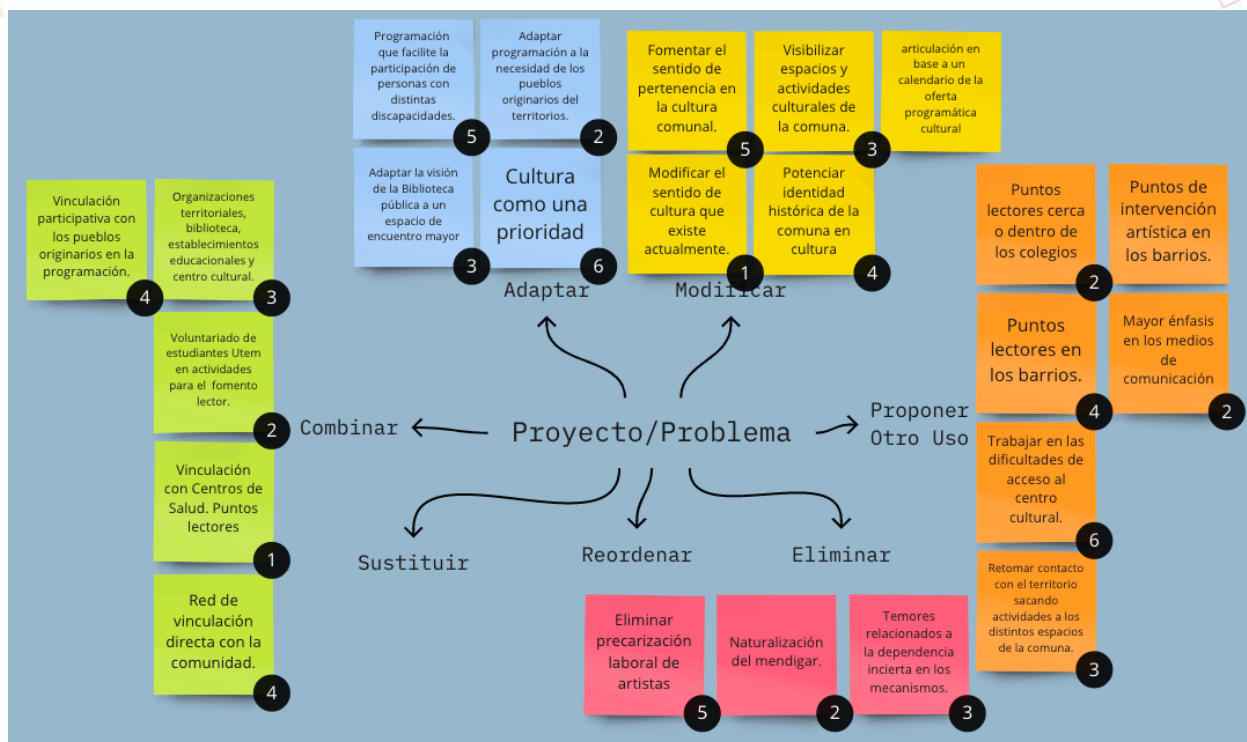 Programación
que facilite la
participación de
personas con
distintas
discapacidades.
5
Adaptar
programación a la
necesidad de los
pueblos
originarios del
territorios.
2
Adaptar la visión
de la Biblioteca
pública a un
espacio de
encuentro mayor
3
Cultura
como una
prioridad
6
Adaptar
Fomentar el
sentido de
pertenencia en
la cultura
comunal.
5
Visibilizar
espacios y
actividades
culturales de
la comuna.
3
articulación en
base a un
calendario de la
oferta
programática
cultural
Modificar el
sentido de
cultura que
existe
actualmente.
1
Potenciar
identidad
histórica de la
comuna en
cultura
4
Modificar
Vinculación
participativa con
los pueblos
originarios en la
programación.
4
Organizaciones
territoriales,
biblioteca,
establecimientos
educacionales y
centro cultural.
3
Voluntariado de
estudiantes Utem
en actividades
para el fomento
lector.
2
Vinculación
con Centros de
Salud. Puntos
lectores
1
Red de
vinculación
directa con la
comunidad.
4
Combinar
Proyecto/Problema
Proponer
Otro Uso
Puntos
lectores cerca
o dentro de
los colegios
2
Puntos de
intervención
artística en
los barrios.
Puntos
lectores en
los barrios.
4
Mayor énfasis
en los medios
de
comunicación
2
Trabajar en las
dificultades de
acceso al
centro
cultural.
6
Retomar contacto
con el territorio
sacando
actividades a los
distintos espacios
de la comuna.
3
Sustituir
Reordenar
Eliminar
Eliminar
precarización
laboral de
artistas
5
Naturalización
del mendigar.
2
Temores
relacionados a
la dependencia
incierta en los
mecanismos.
3